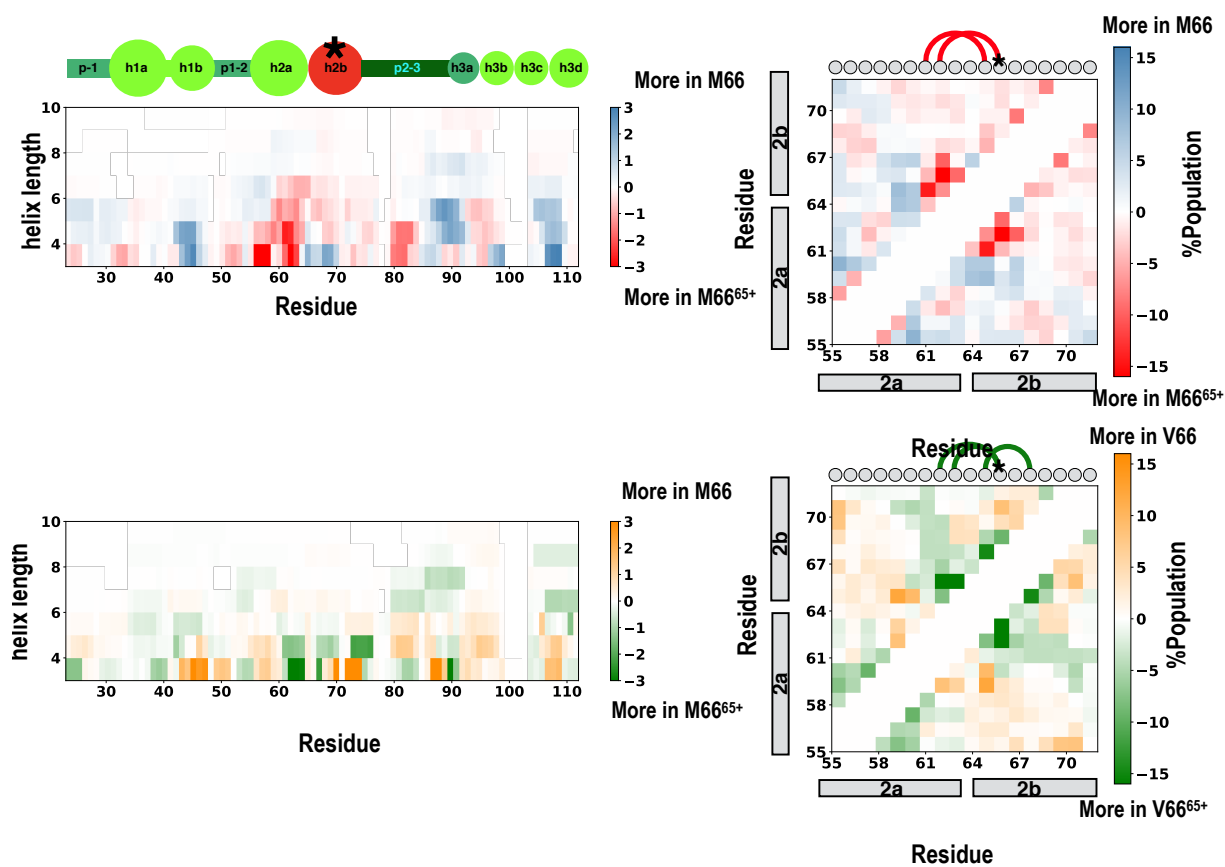 *
p-1 h1a h1b p1-2 h2a h2b p2-3 h3a h3b h3c h3d
More in M66
10
8
6
4
helix length
30 40 50 60 70 80 90 100 110
Residue
3
2
1
0
−1
−2
−3
More in M66⁶⁵⁺
More in M66
*
2b
2a
Residue
70
67
64
61
58
55
55 58 61 64 67 70
2a 2b
Residue
15
10
5
0
−5
−10
−15
%Population
More in M66⁶⁵⁺
More in M66
10
8
6
4
helix length
30 40 50 60 70 80 90 100 110
Residue
3
2
1
0
−1
−2
−3
More in M66⁶⁵⁺
More in V66
*
2b
2a
Residue
70
67
64
61
58
55
55 58 61 64 67 70
2a 2b
Residue
15
10
5
0
−5
−10
−15
%Population
More in V66⁶⁵⁺